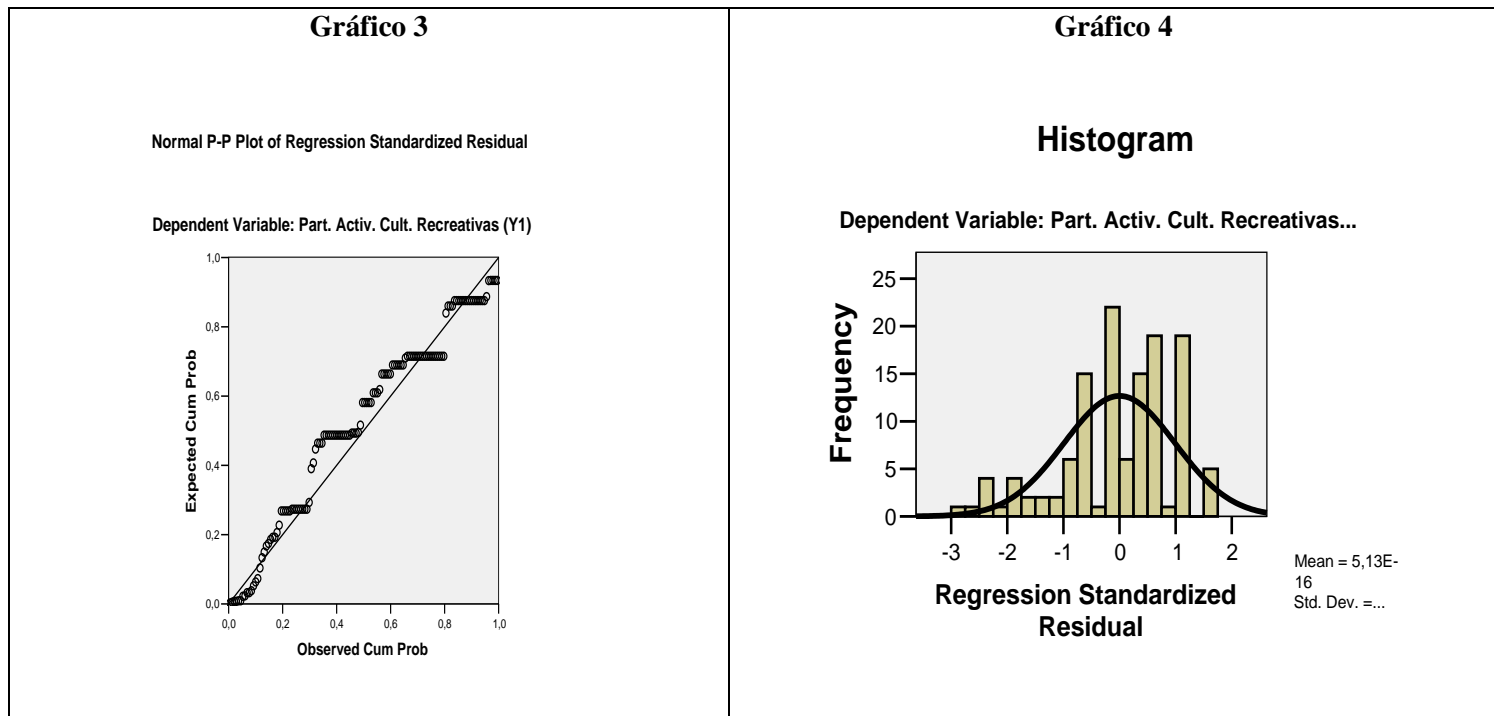 Gráfico 3
Normal P-P Plot of Regression Standardized Residual
Dependent Variable: Part. Activ. Cult. Recreativas (Y1)
1,0
0,8
0,6
0,4
0,2
0,0
Expected Cum Prob
0,0 0,2 0,4 0,6 0,8 1,0
Observed Cum Prob
Gráfico 4
Histogram
Dependent Variable: Part. Activ. Cult. Recreativas...
25
20
15
10
5
0
Frequency
-3 -2 -1 0 1 2
Regression Standardized
Residual
Mean = 5,13E-
16
Std. Dev. =...